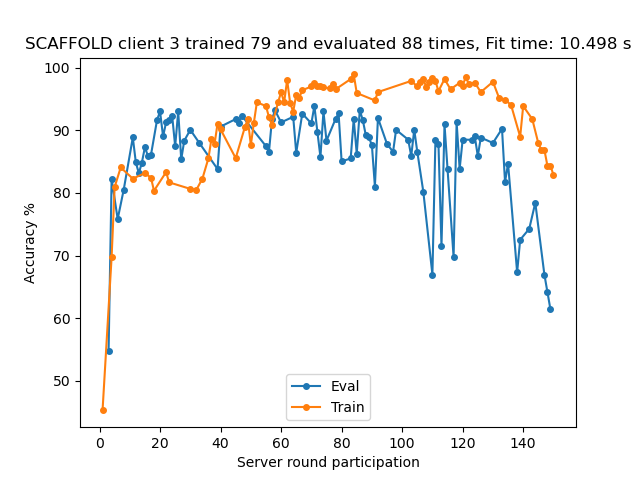 SCAFFOLD client 3 trained 79 and evaluated 88 times, Fit time: 10.498 s
100
90
80
70
60
50
Accuracy %
Eval
Train
0 20 40 60 80 100 120 140
Server round participation